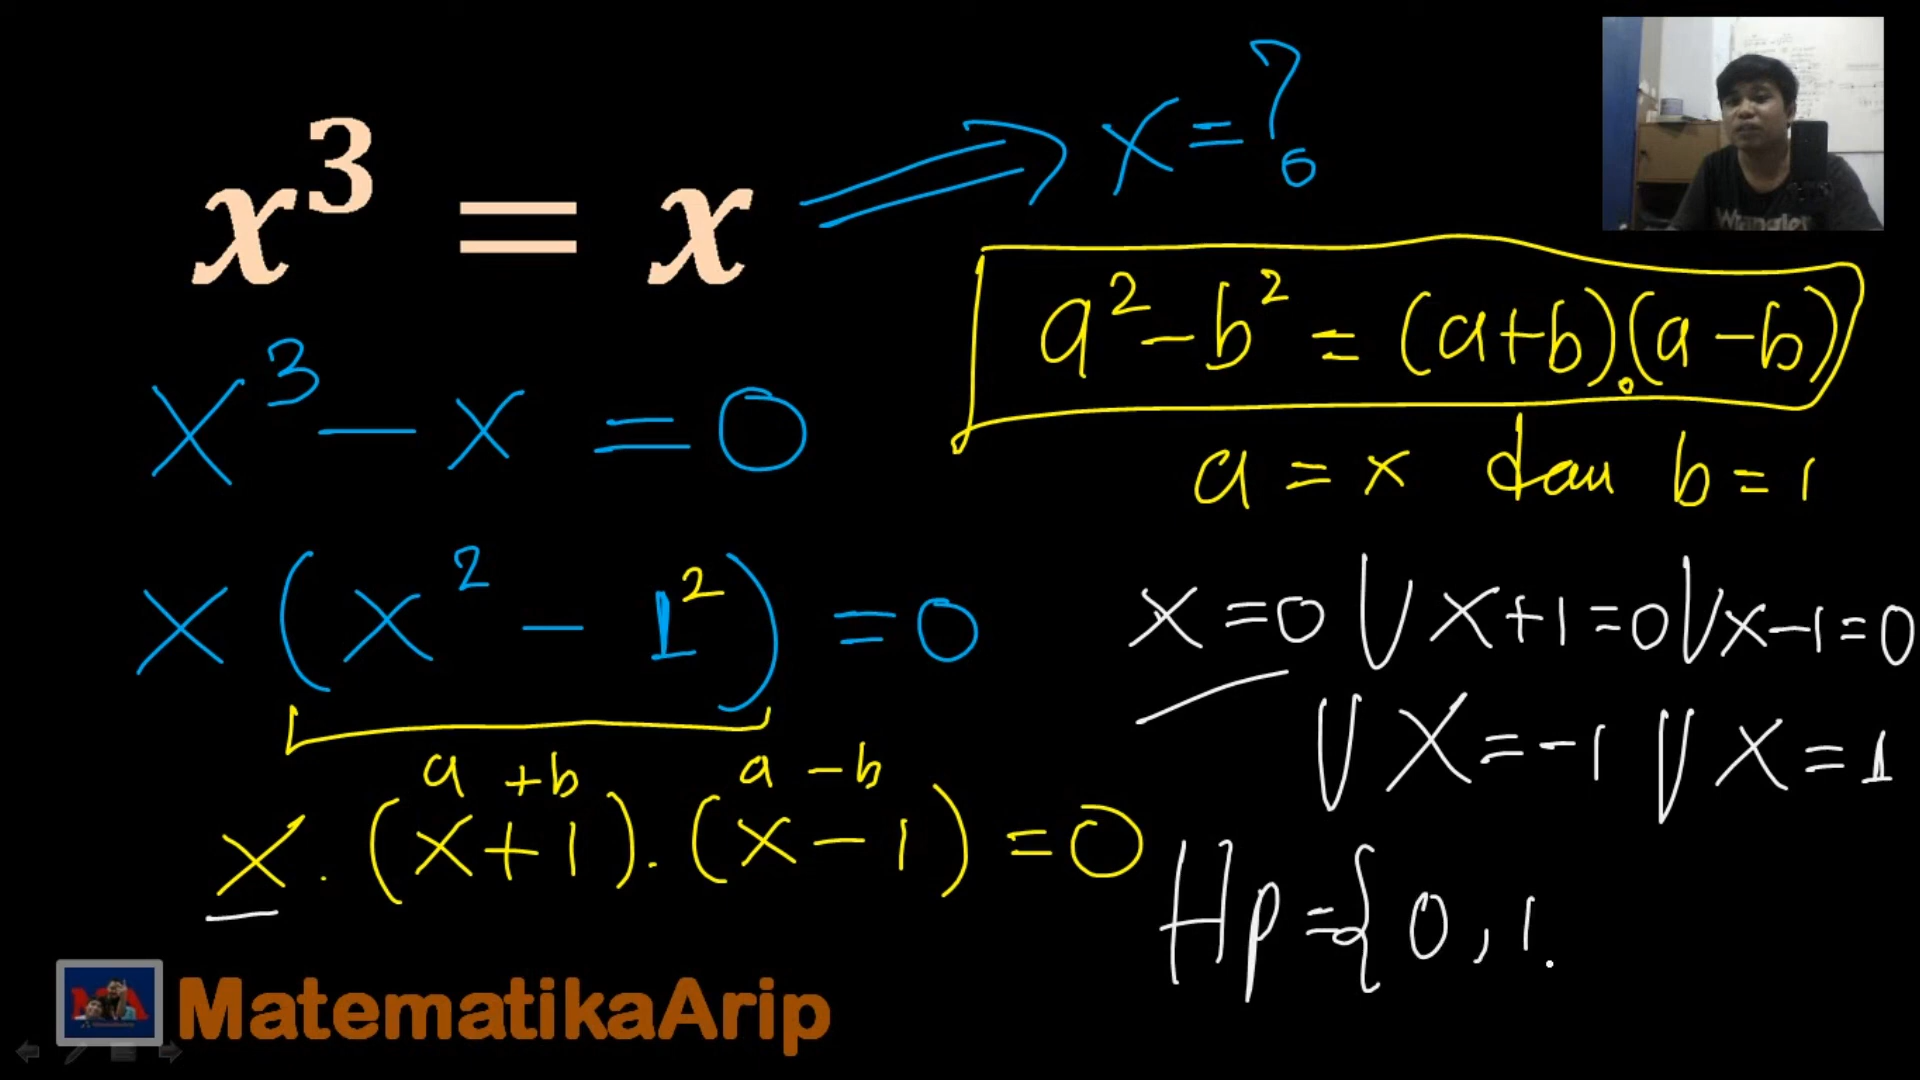 x³ = x ⇒ x = ?
a² - b² = (a+b).(a-b)
x³ - x = 0
a = x dan b = 1
x (x² - 1²) = 0
x = 0 V x+1=0 V x-1=0
V x = -1 V x = 1
a +b a -b
x . (x+1) . (x-1) = 0
Hp = { 0 , 1
MatematikaArip
Wrangler